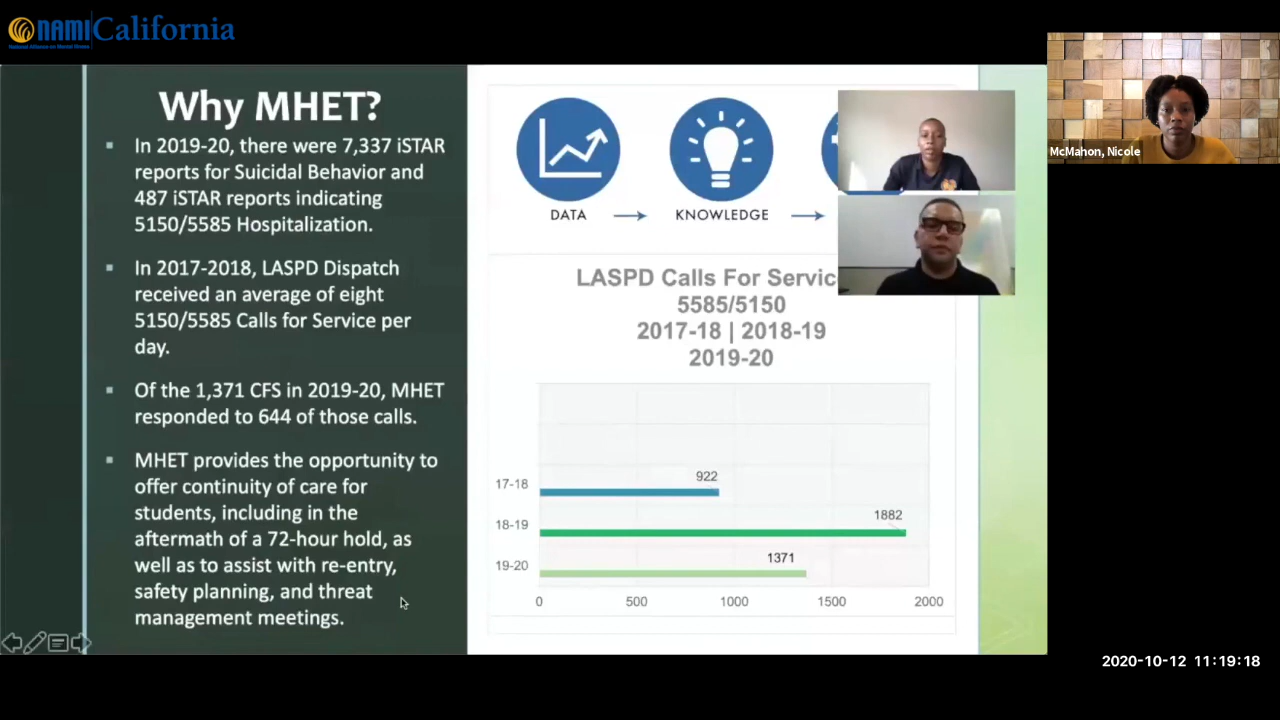 NAMI California
National Alliance on Mental Illness
McMahon, Nicole
Why MHET?
▪ In 2019-20, there were 7,337 iSTAR
reports for Suicidal Behavior and
487 iSTAR reports indicating
5150/5585 Hospitalization.
▪ In 2017-2018, LASPD Dispatch
received an average of eight
5150/5585 Calls for Service per
day.
▪ Of the 1,371 CFS in 2019-20, MHET
responded to 644 of those calls.
▪ MHET provides the opportunity to
offer continuity of care for
students, including in the
aftermath of a 72-hour hold, as
well as to assist with re-entry,
safety planning, and threat
management meetings.
DATA → KNOWLEDGE →
LASPD Calls For Servic
5585/5150
2017-18 | 2018-19
2019-20
922
17-18
1882
18-19
1371
19-20
0 500 1000 1500 2000
2020-10-12 11:19:18